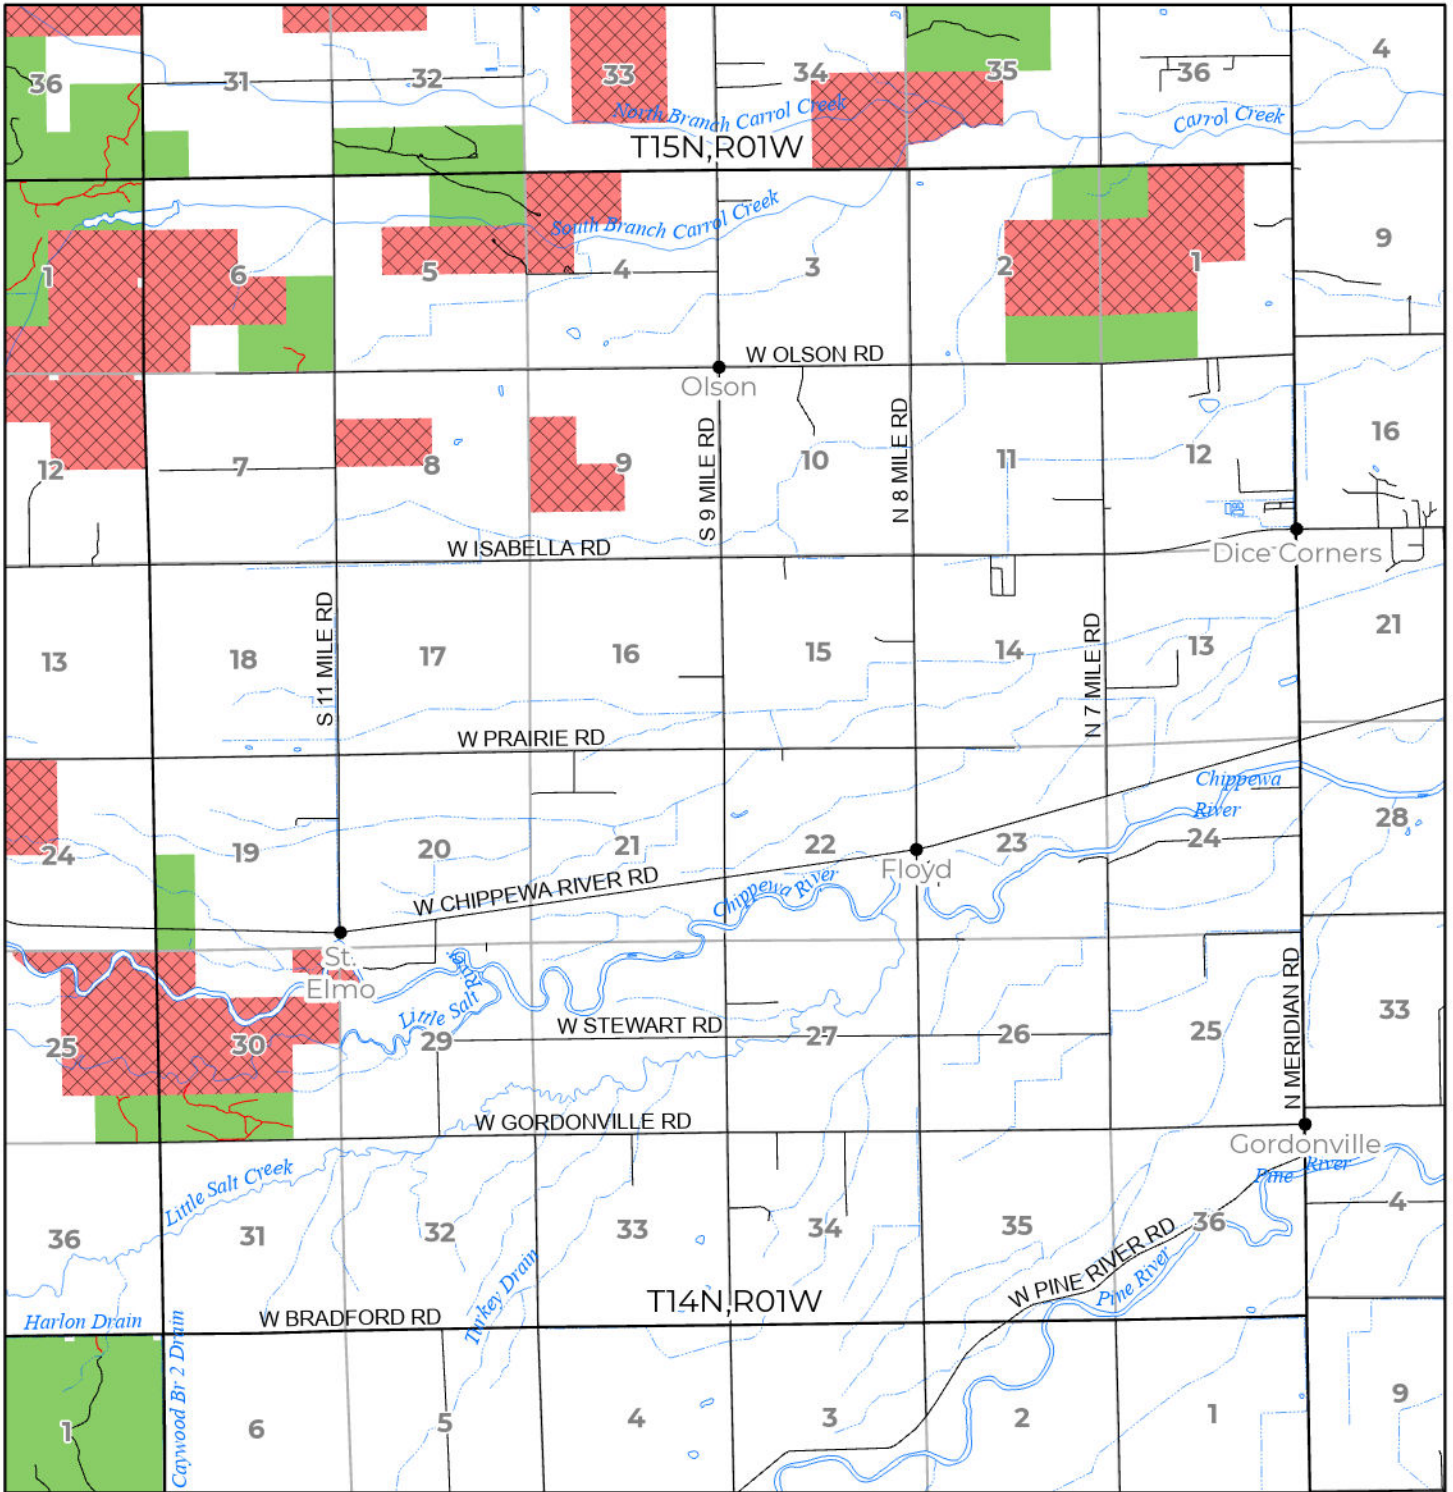 36
31
32
33
34
35
36
4
North Branch Carrol Creek
Carrol Creek
T15N,R01W
South Branch Carrol Creek
1
6
5
4
3
2
1
9
W OLSON RD
Olson
S 9 MILE RD
N 8 MILE RD
12
7
8
9
10
11
12
16
W ISABELLA RD
Dice Corners
S 11 MILE RD
N 7 MILE RD
13
18
17
16
15
14
13
21
W PRAIRIE RD
Chippewa
River
24
19
20
21
22
23
24
28
Floyd
W CHIPPEWA RIVER RD
Chippewa River
St.
Elmo
Little Salt
River
W STEWART RD
N MERIDIAN RD
25
30
29
27
26
25
33
W GORDONVILLE RD
Gordonville
Pine River
Little Salt Creek
36
31
32
33
34
35
36
4
W PINE RIVER RD
Pine River
Turkey Drain
T14N,R01W
Harlon Drain
W BRADFORD RD
Caywood Br 2 Drain
1
6
5
4
3
2
1
9